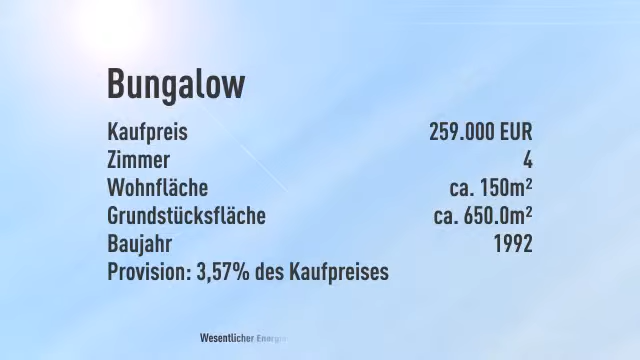 Bungalow
Kaufpreis 259.000 EUR
Zimmer 4
Wohnfläche ca. 150m²
Grundstücksfläche ca. 650.0m²
Baujahr 1992
Provision: 3,57% des Kaufpreises
Wesentlicher